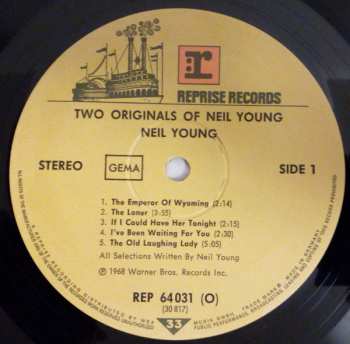 r
REPRISE RECORDS
TWO ORIGINALS OF NEIL YOUNG
NEIL YOUNG
STEREO
GEMA
SIDE 1
1. The Emperor Of Wyoming (2:14)
2. The Loner (3:55)
3. If I Could Have Her Tonight (2:15)
4. I've Been Waiting For You (2:30)
5. The Old Laughing Lady (5:05)
All Selections Written By Neil Young
Ⓟ 1968 Warner Bros. Records Inc.
REP 64031 (O)
(30 817)
33